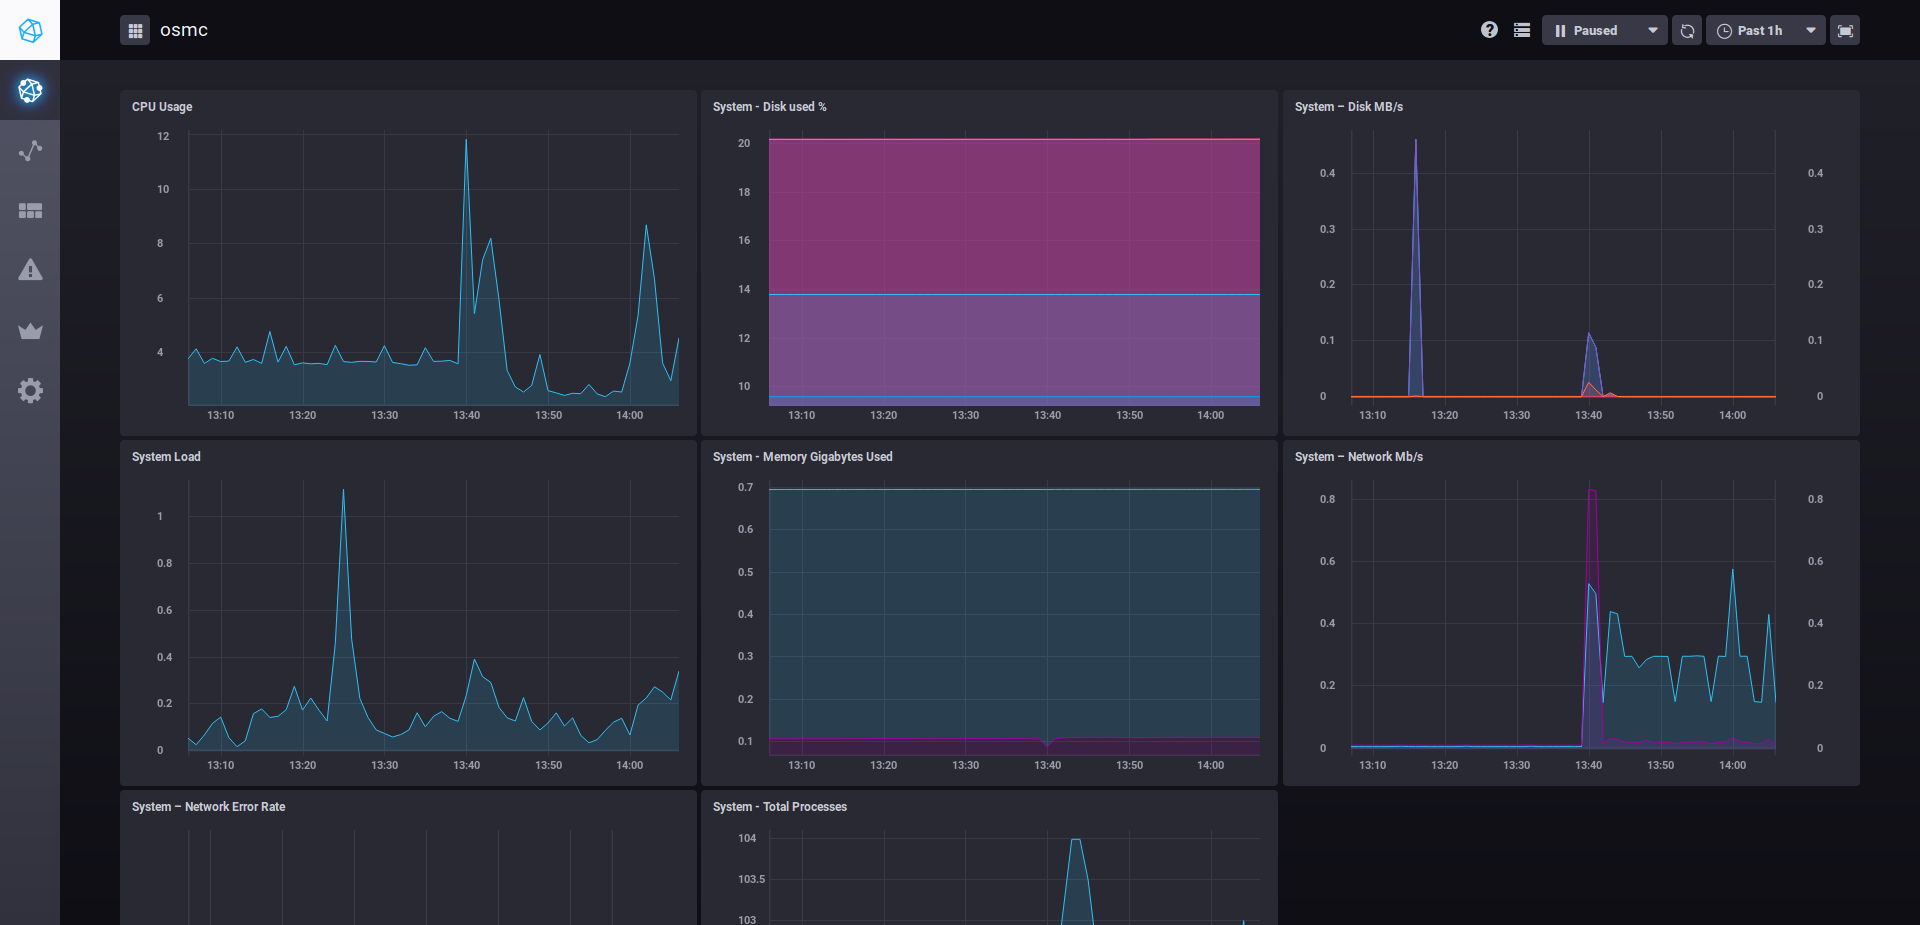 osmc
? Paused Past 1h
CPU Usage
12
10
8
6
4
13:10 13:20 13:30 13:40 13:50 14:00
System - Disk used %
20
18
16
14
12
10
13:10 13:20 13:30 13:40 13:50 14:00
System – Disk MB/s
0.4 0.4
0.3 0.3
0.2 0.2
0.1 0.1
0 0
13:10 13:20 13:30 13:40 13:50 14:00
System Load
1
0.8
0.6
0.4
0.2
0
13:10 13:20 13:30 13:40 13:50 14:00
System - Memory Gigabytes Used
0.7
0.6
0.5
0.4
0.3
0.2
0.1
13:10 13:20 13:30 13:40 13:50 14:00
System – Network Mb/s
0.8 0.8
0.6 0.6
0.4 0.4
0.2 0.2
0 0
13:10 13:20 13:30 13:40 13:50 14:00
System – Network Error Rate
System - Total Processes
104
103.5
103